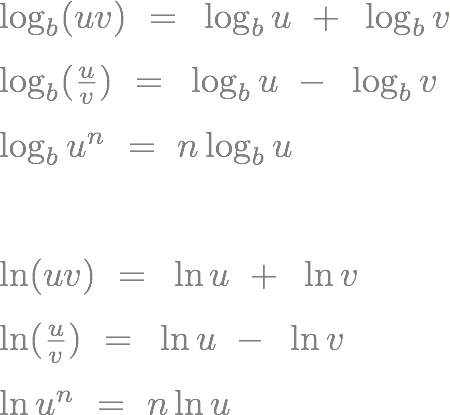 log_b(uv) = log_b u + log_b v
log_b(u/v) = log_b u − log_b v
log_b u^n = n log_b u
ln(uv) = ln u + ln v
ln(u/v) = ln u − ln v
ln u^n = n ln u